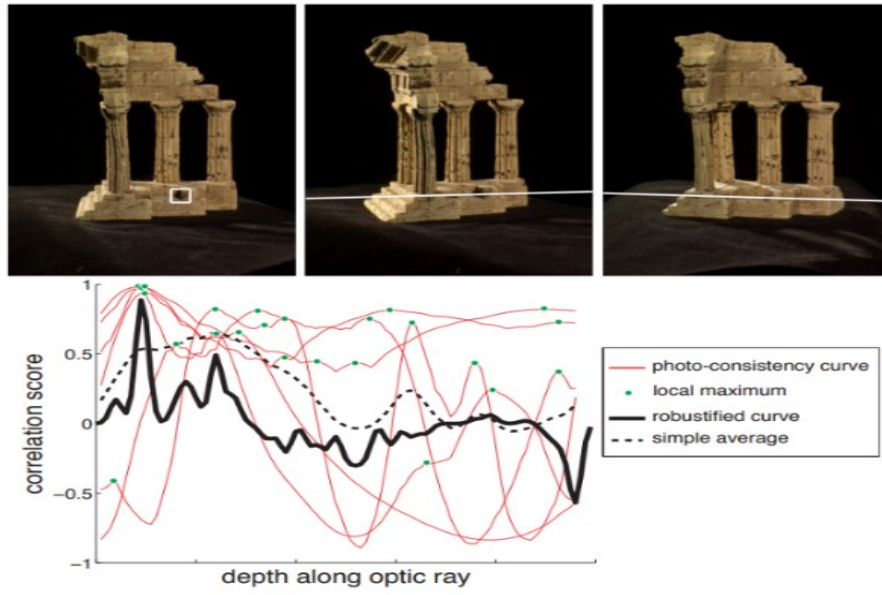 1
0.5
0
−0.5
−1
correlation score
depth along optic ray
photo-consistency curve
local maximum
robustified curve
simple average